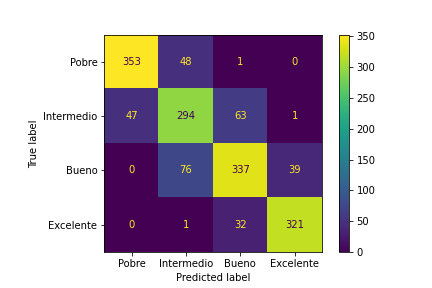 350
Pobre 353 48 1 0
300
Intermedio 47 294 63 1
250
200
True label
150
Bueno 0 76 337 39
100
Excelente 0 1 32 321
50
0
Pobre Intermedio Bueno Excelente
Predicted label